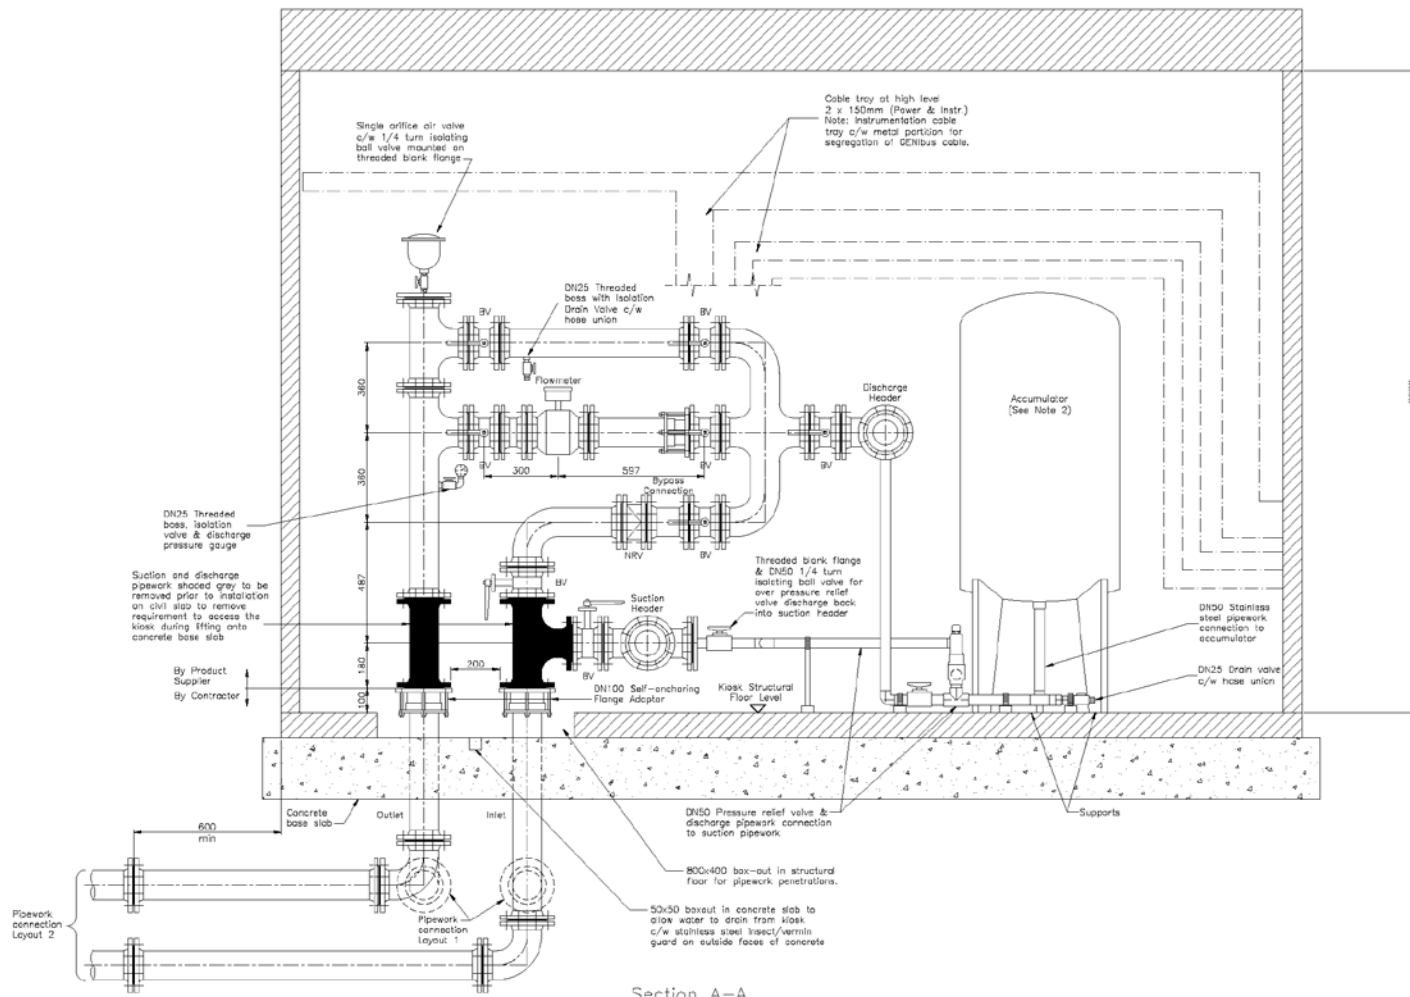 Cable tray at high level
2 x 150mm (Power & Instr.)
Note: Instrumentation cable
tray c/w metal partition for
segregation of GENIbus cable.
Single orifice air valve
c/w 1/4 turn isolating
ball valve mounted on
threaded blank flange
DN25 Threaded
boss with Isolation
Drain Valve c/w
hose union
BV
BV
Flowmeter
Discharge
Header
Accumulator
(See Note 2)
360
360
487
180
100
BV
300
597
BV
BV
Bypass
Connection
DN25 Threaded
boss, isolation
valve & discharge
pressure gauge
NRV
BV
Suction and discharge
pipework shaded grey to be
removed prior to installation
on civil slab to remove
requirement to access the
kiosk during lifting onto
concrete base slab
BV
Suction
Header
Threaded blank flange
& DN50 1/4 turn
isolating ball valve for
over pressure relief
valve discharge back
into suction header
DN50 Stainless
steel pipework
connection to
accumulator
By Product
Supplier
By Contractor
200
BV
DN100 Self-anchoring
Flange Adaptor
Kiosk Structural
Floor Level
DN25 Drain valve
c/w hose union
Concrete
base slab
Outlet
Inlet
DN50 Pressure relief valve &
discharge pipework connection
to suction pipework
Supports
600
min
800x400 box-out in structural
floor for pipework penetrations.
Pipework
connection
Layout 2
Pipework
connection
Layout 1
50x50 boxout in concrete slab to
allow water to drain from kiosk
c/w stainless steel insect/vermin
guard on outside faces of concrete
Section A-A